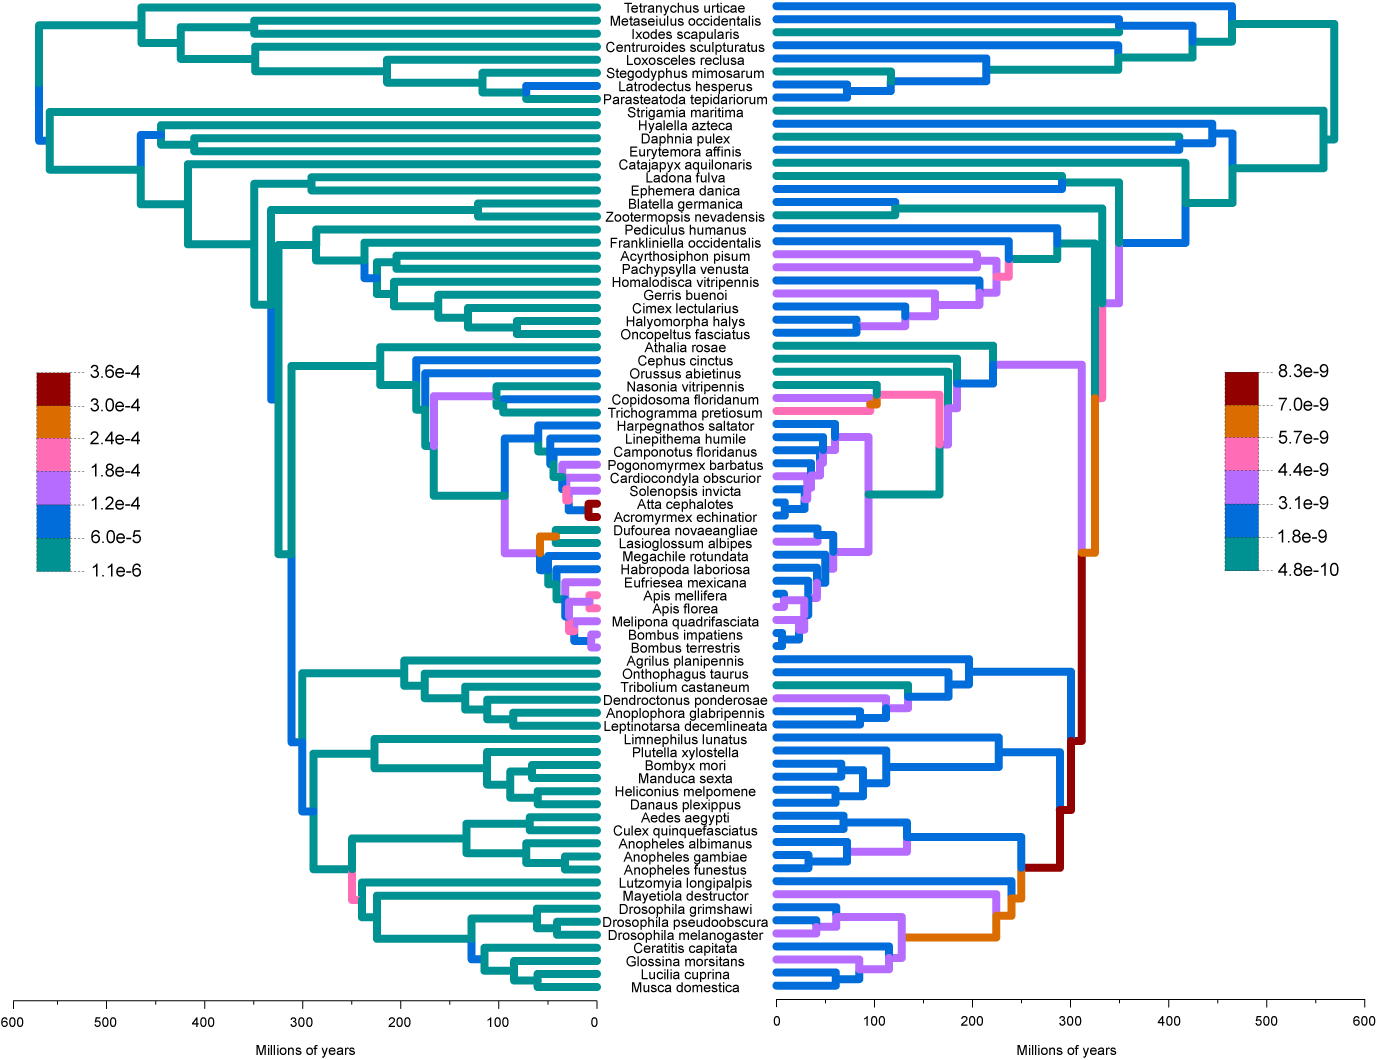 Tetranychus urticae
Metaseiulus occidentalis
Ixodes scapularis
Centruroides sculpturatus
Loxosceles reclusa
Stegodyphus mimosarum
Latrodectus hesperus
Parasteatoda tepidariorum
Strigamia maritima
Hyalella azteca
Daphnia pulex
Eurytemora affinis
Catajapyx aquilonaris
Ladona fulva
Ephemera danica
Blatella germanica
Zootermopsis nevadensis
Pediculus humanus
Frankliniella occidentalis
Acyrthosiphon pisum
Pachypsylla venusta
Homalodisca vitripennis
Gerris buenoi
Cimex lectularius
Halyomorpha halys
Oncopeltus fasciatus
Athalia rosae
Cephus cinctus
Orussus abietinus
Nasonia vitripennis
Copidosoma floridanum
Trichogramma pretiosum
Harpegnathos saltator
Linepithema humile
Camponotus floridanus
Pogonomyrmex barbatus
Cardiocondyla obscurior
Solenopsis invicta
Atta cephalotes
Acromyrmex echinatior
Dufourea novaeangliae
Lasioglossum albipes
Megachile rotundata
Habropoda laboriosa
Eufriesea mexicana
Apis mellifera
Apis florea
Melipona quadrifasciata
Bombus impatiens
Bombus terrestris
Agrilus planipennis
Onthophagus taurus
Tribolium castaneum
Dendroctonus ponderosae
Anoplophora glabripennis
Leptinotarsa decemlineata
Limnephilus lunatus
Plutella xylostella
Bombyx mori
Manduca sexta
Heliconius melpomene
Danaus plexippus
Aedes aegypti
Culex quinquefasciatus
Anopheles albimanus
Anopheles gambiae
Anopheles funestus
Lutzomyia longipalpis
Mayetiola destructor
Drosophila grimshawi
Drosophila pseudoobscura
Drosophila melanogaster
Ceratitis capitata
Glossina morsitans
Lucilia cuprina
Musca domestica
3.6e-4
3.0e-4
2.4e-4
1.8e-4
1.2e-4
6.0e-5
1.1e-6
8.3e-9
7.0e-9
5.7e-9
4.4e-9
3.1e-9
1.8e-9
4.8e-10
600 500 400 300 200 100 0
Millions of years
0 100 200 300 400 500 600
Millions of years